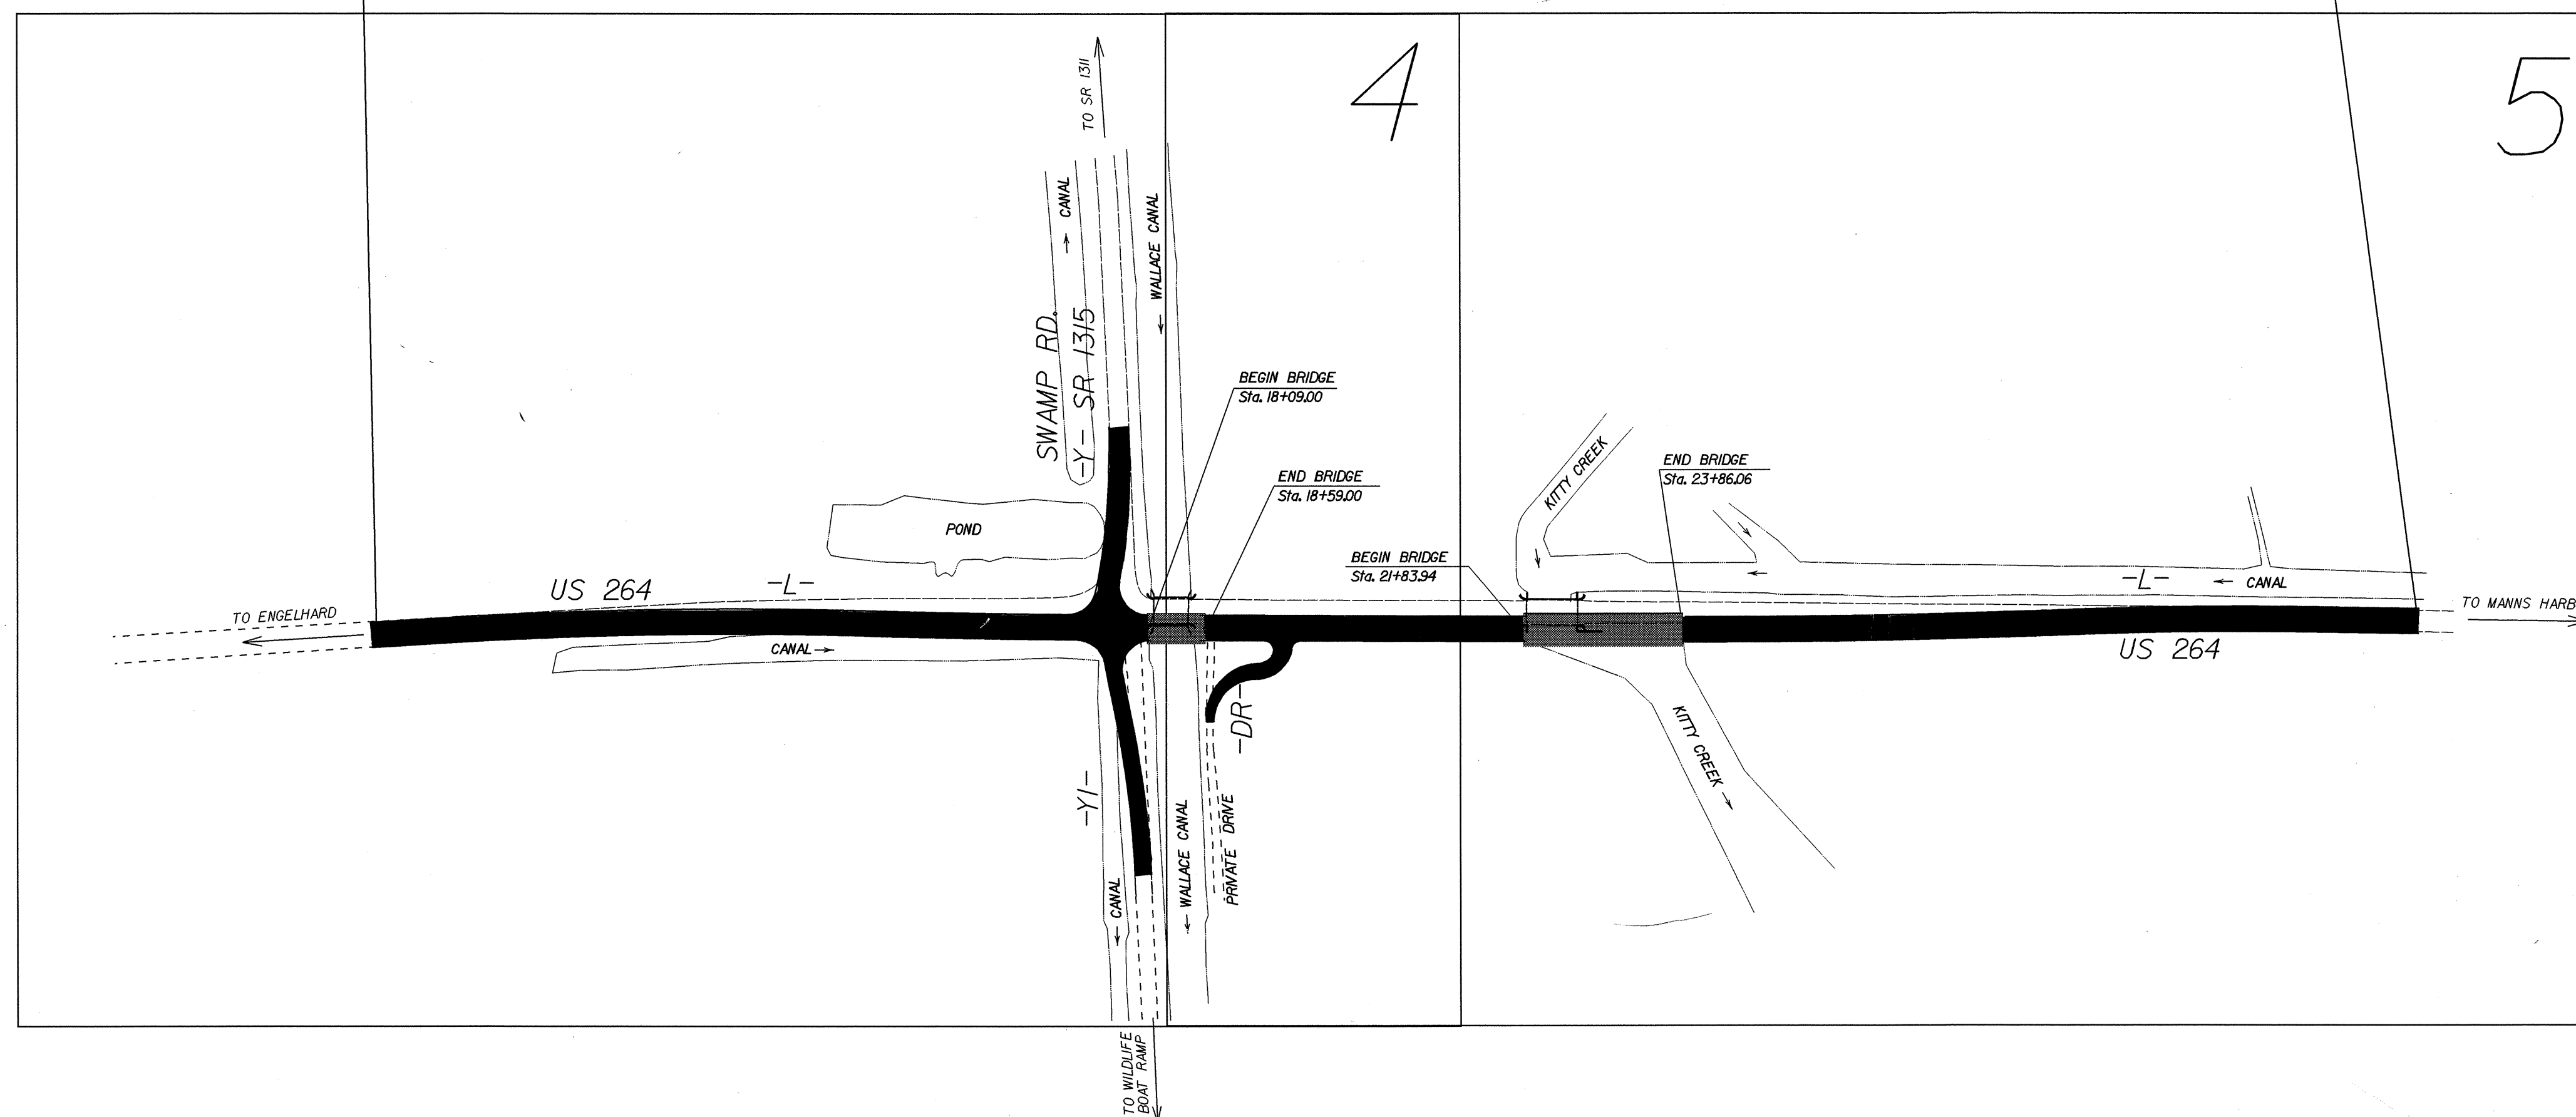 4
5
TO SR 1311
CANAL
WALLACE CANAL
SWAMP RD.
-Y- SR 1315
BEGIN BRIDGE
Sta. 18+09.00
END BRIDGE
Sta. 18+59.00
BEGIN BRIDGE
Sta. 21+83.94
KITTY CREEK
END BRIDGE
Sta. 23+86.06
POND
US 264
-L-
TO ENGELHARD
CANAL
-L-
CANAL
TO MANNS HARB
US 264
-DR-
KITTY CREEK
-Y1-
CANAL
WALLACE CANAL
PRIVATE DRIVE
TO WILDLIFE
BOAT RAMP